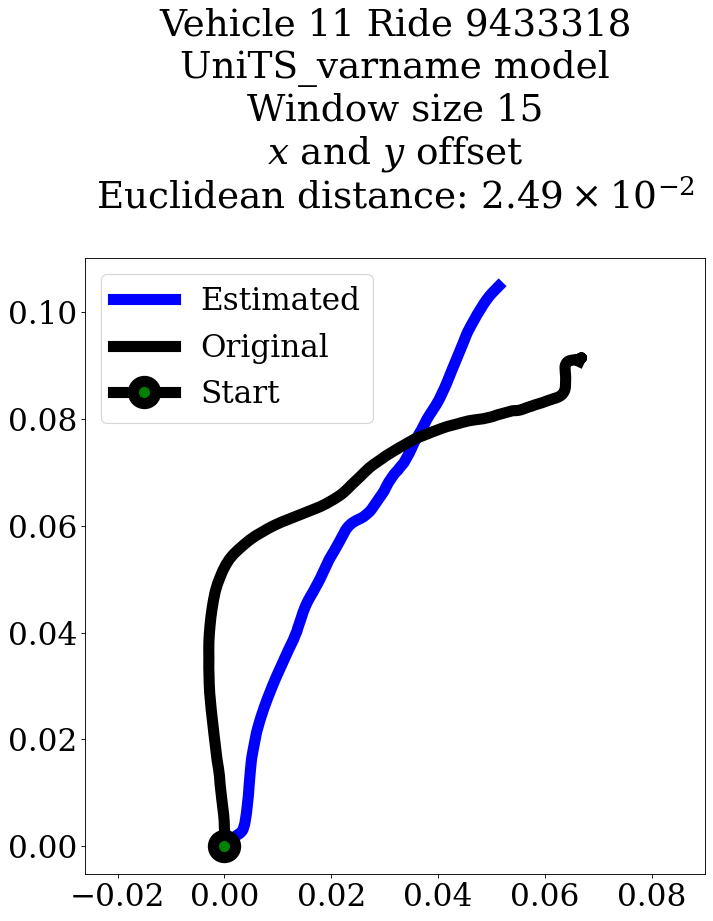 Vehicle 11 Ride 9433318
UniTS_varname model
Window size 15
x and y offset
Euclidean distance: 2.49 × 10⁻²
Estimated
Original
Start
0.10
0.08
0.06
0.04
0.02
0.00
−0.02 0.00 0.02 0.04 0.06 0.08